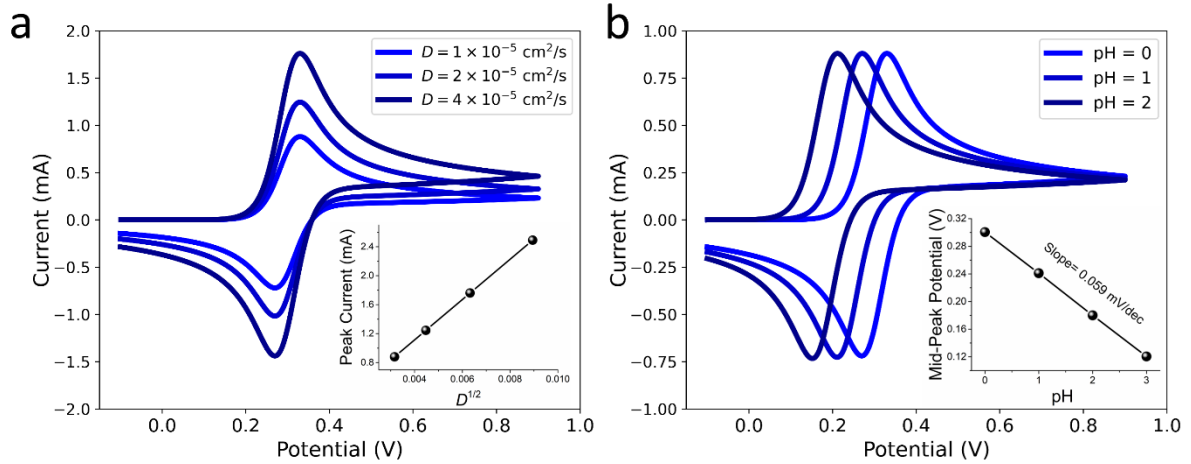 a
2.0
1.5
1.0
0.5
0.0
−0.5
−1.0
−1.5
−2.0
Current (mA)
D = 1 × 10⁻⁵ cm²/s
D = 2 × 10⁻⁵ cm²/s
D = 4 × 10⁻⁵ cm²/s
Peak Current (mA)
2.4
2.0
1.6
1.2
0.8
0.004 0.006 0.008 0.010
D^1/2
0.0 0.2 0.4 0.6 0.8 1.0
Potential (V)
b
1.00
0.75
0.50
0.25
0.00
−0.25
−0.50
−0.75
−1.00
Current (mA)
pH = 0
pH = 1
pH = 2
Mid-Peak Potential (V)
0.32
0.28
0.24
0.20
0.16
0.12
Slope= 0.059 mV/dec
0 1 2 3
pH
0.0 0.2 0.4 0.6 0.8 1.0
Potential (V)